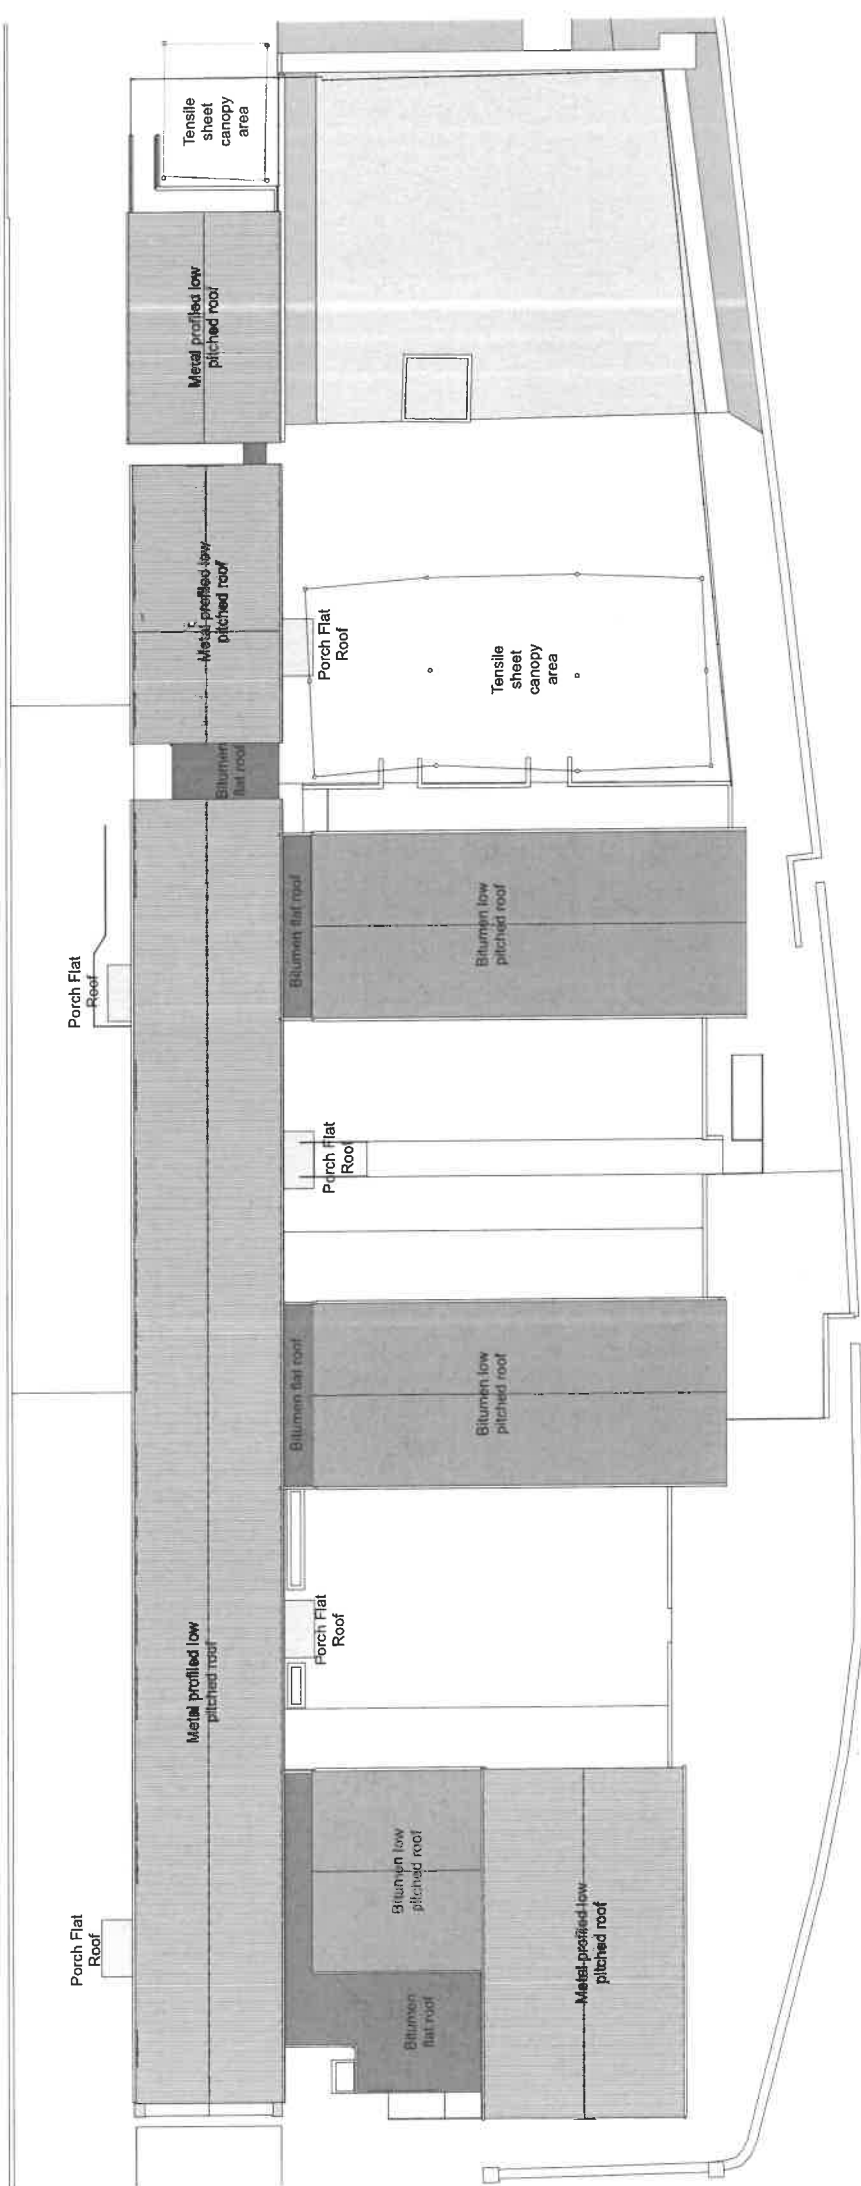 Tensile
sheet
canopy
area
Metal profiled low
pitched roof
Metal profiled low
pitched roof
Porch Flat
Roof
Tensile
sheet
canopy
area
Bitumen
flat roof
Bitumen flat roof
Bitumen low
pitched roof
Porch Flat
Roof
Porch Flat
Roof
Bitumen flat roof
Bitumen low
pitched roof
Porch Flat
Roof
Metal profiled low
pitched roof
Bitumen low
pitched roof
Metal profiled low
pitched roof
Porch Flat
Roof
Bitumen
flat roof